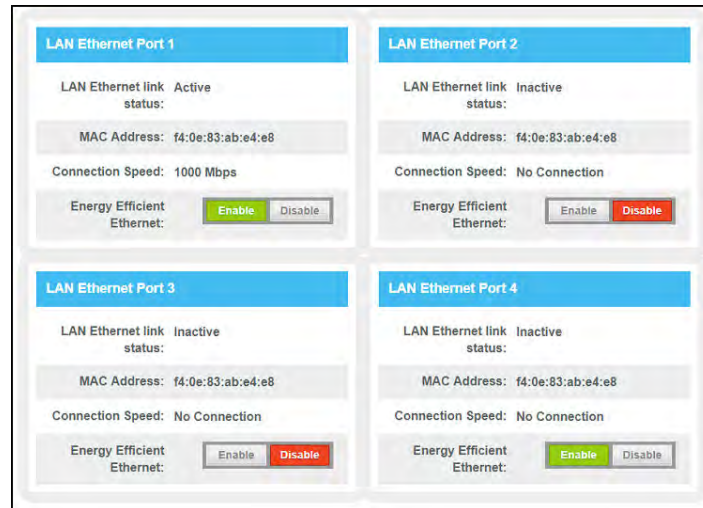 LAN Ethernet Port 1
LAN Ethernet link Active
status:
MAC Address: f4:0e:83:ab:e4:e8
Connection Speed: 1000 Mbps
Energy Efficient Enable Disable
Ethernet:
LAN Ethernet Port 2
LAN Ethernet link Inactive
status:
MAC Address: f4:0e:83:ab:e4:e8
Connection Speed: No Connection
Energy Efficient Enable Disable
Ethernet:
LAN Ethernet Port 3
LAN Ethernet link Inactive
status:
MAC Address: f4:0e:83:ab:e4:e8
Connection Speed: No Connection
Energy Efficient Enable Disable
Ethernet:
LAN Ethernet Port 4
LAN Ethernet link Inactive
status:
MAC Address: f4:0e:83:ab:e4:e8
Connection Speed: No Connection
Energy Efficient Enable Disable
Ethernet: